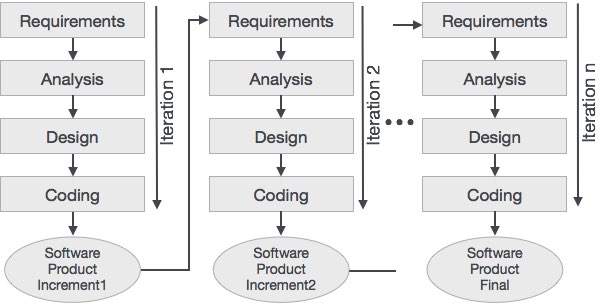 Requirements
Analysis
Design
Coding
Software
Product
Increment1
Iteration 1
Requirements
Analysis
Design
Coding
Software
Product
Increment2
Iteration 2
Requirements
Analysis
Design
Coding
Software
Product
Final
Iteration n